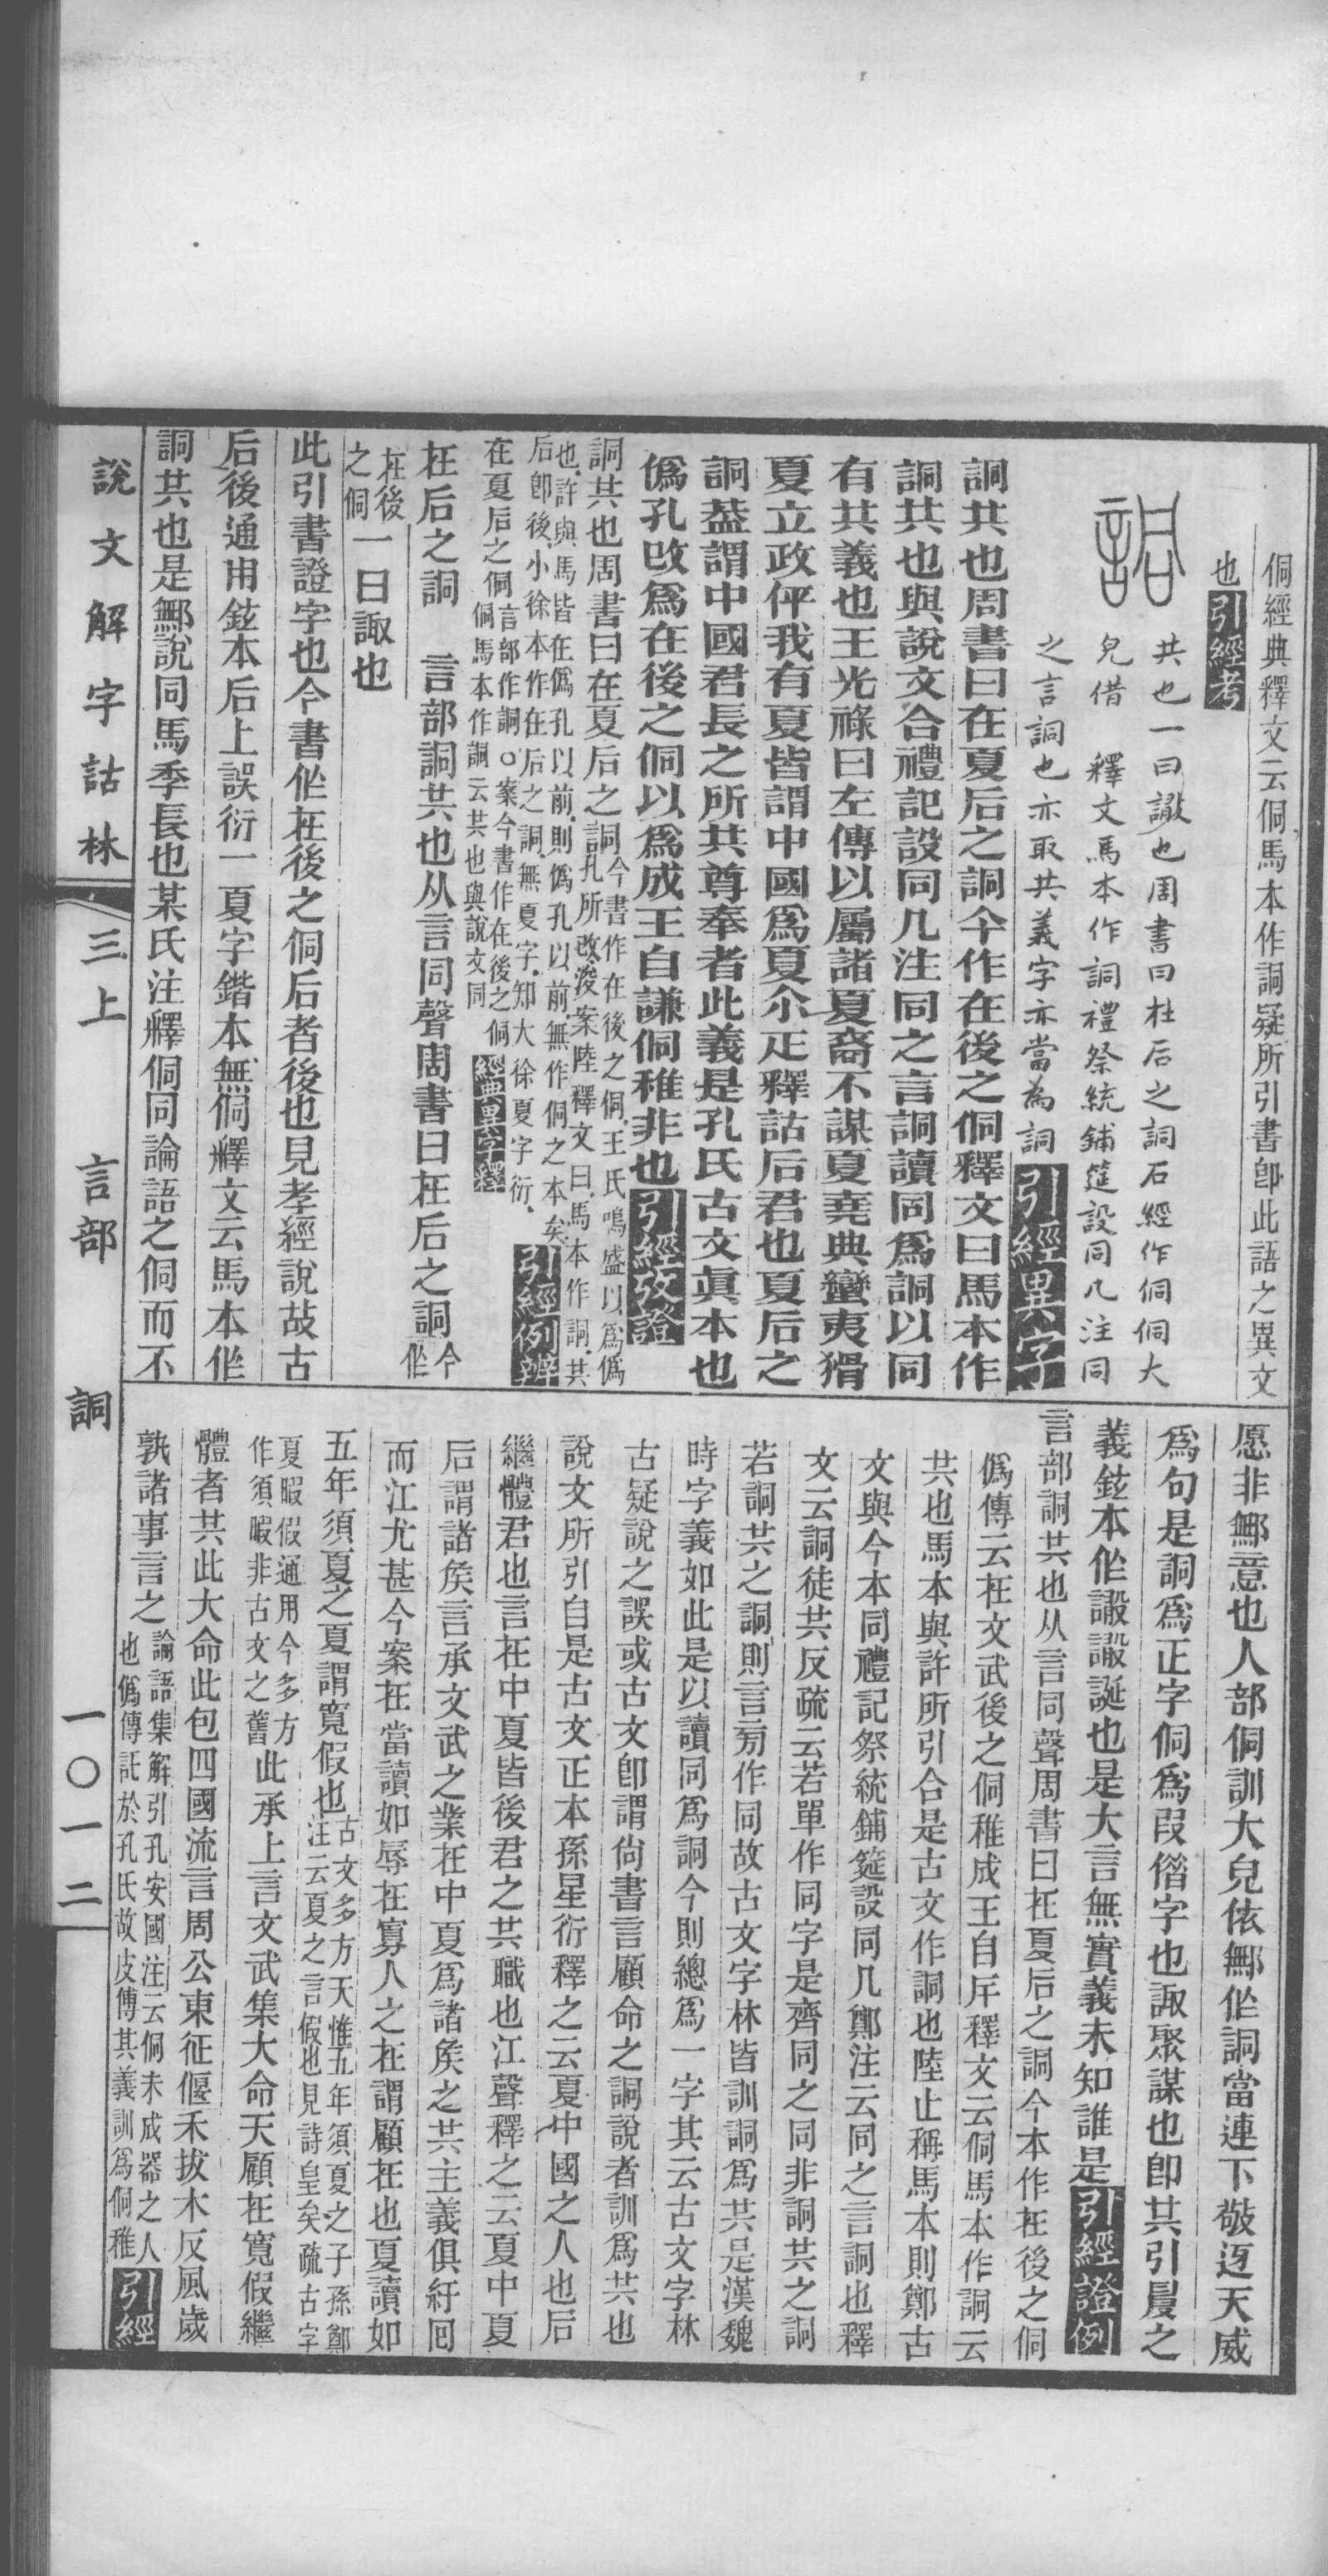 侗經典釋文云侗馬本作詷疑所引書卽此語之異文
也引經考
共也一曰譀也周書曰在后之詷石經作侗侗大
皃借 釋文馬本作詷禮祭統鋪筵設同几注同
之言詷也亦取共義字亦當為詷引經異字
詷共也周書曰在夏后之詷今作在後之侗釋文曰馬本作
詷共也與說文合禮記設同几注同之言詷讀同爲詷以同
有共義也王光祿曰左傳以屬諸夏裔不謀夏堯典蠻夷猾
夏立政伻我有夏皆謂中國爲夏尒疋釋詁后君也夏后之
詷葢謂中國君長之所共尊奉者此義是孔氏古文眞本也
僞孔改爲在後之侗以爲成王自謙侗稚非也引經攷證
詷共也周書曰在夏后之詷今書作在後之侗王氏鳴盛以爲僞
孔所改浚案陸釋文曰馬本作詷共
也許與馬皆在僞孔以前則僞孔以前無作侗之本矣
后卽後小徐本作在后之詷無夏字知大徐夏字衍引經例辨
在夏后之侗言部作詷○案今書作在後之侗
侗馬本作詷云共也與說文同經典異字釋
在后之詷 言部詷共也从言同聲周書曰在后之詷今作
在後之侗一曰諏也
此引書證字也今書作在後之侗后者後也見孝經說故古
后後通用鉉本后上誤衍一夏字鍇本無侗釋文云馬本作
詷共也是鄦說同馬季長也某氏注釋侗同論語之侗而不
愿非鄦意也人部侗訓大皃依鄦作詷當連下敬迓天威
爲句是詷爲正字侗爲叚借字也諏聚謀也卽共引晨之
義鉉本作譀譀誕也是大言無實義未知誰是引經證例
言部詷共也从言同聲周書曰在夏后之詷今本作在後之侗
僞傳云在文武後之侗稚成王自斥釋文云侗馬本作詷云
共也馬本與許所引合是古文作詷也陸止稱馬本則鄭古
文與今本同禮記祭統鋪筵設同几鄭注云同之言詷也釋
文云詷徒共反疏云若單作同字是齊同之同非詷共之詷
若詷共之詷則言旁作同故古文字林皆訓詷爲共是漢魏
時字義如此是以讀同爲詷今則總爲一字其云古文字林
古疑說之誤或古文卽謂尙書言顧命之詷說者訓爲共也
說文所引自是古文正本孫星衍釋之云夏中國之人也后
繼體君也言在中夏皆後君之共職也江聲釋之云夏中夏
后謂諸矦言承文武之業在中夏爲諸矦之共主義俱紆囘
而江尤甚今案在當讀如辱在寡人之在謂顧在也夏讀如
五年須夏之夏謂寬假也古文多方天惟五年須夏之子孫鄭
注云夏之言假也見詩皇矣疏古字
夏暇假通用今多方
作須暇非古文之舊此承上言文武集大命天顧在寬假繼
體者共此大命此包四國流言周公東征偃禾拔木反風歲
孰諸事言之論語集解引孔安國注云侗未成器之人
也僞傳託於孔氏故皮傅其義訓爲侗稚引經
說文解字詁林 三上 言部 詷 一〇一二